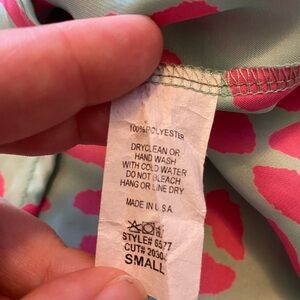 100% POLYESTER
DRYCLEAN OR
HAND WASH
WITH COLD WATER
DO NOT BLEACH
HANG OR LINE DRY
MADE IN U.S.A.
STYLE# 6577
CUT#
SMALL